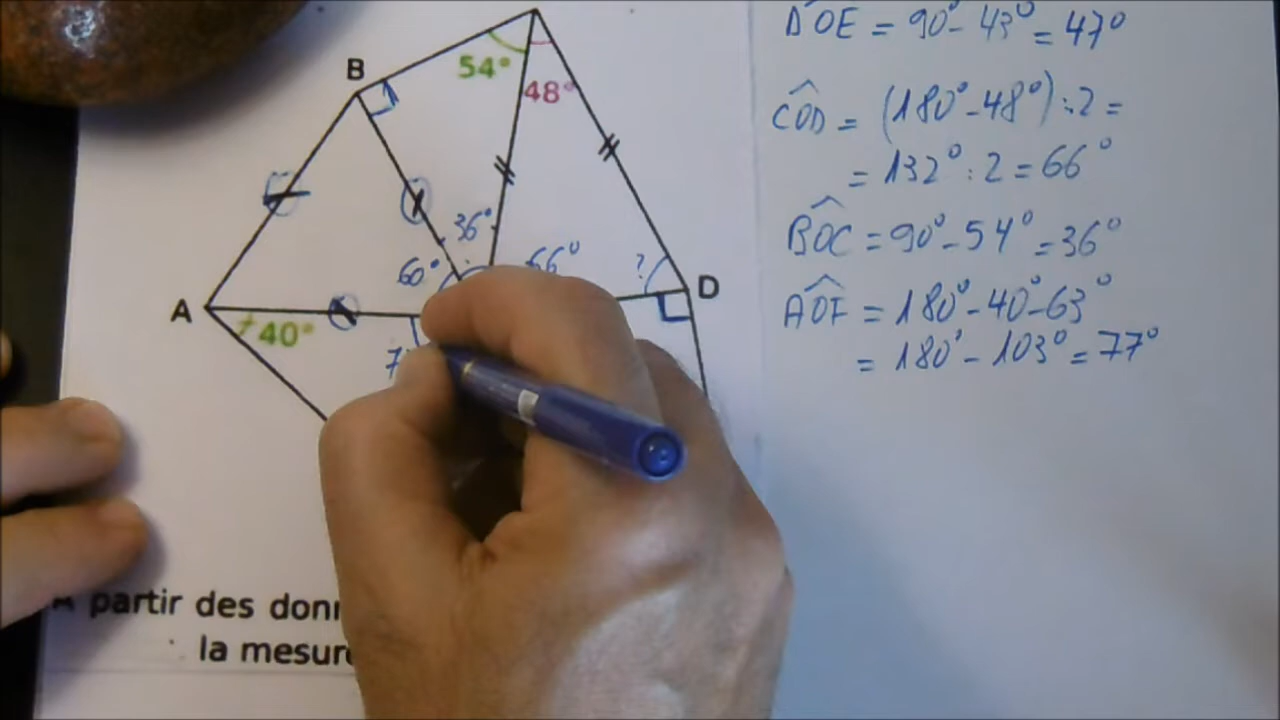 B
54°
48°
36°
60°
66°
?
D
A
40°
DOE = 90° - 43° = 47°
COD = (180° - 48°) : 2 =
= 132° : 2 = 66°
BOC = 90° - 54° = 36°
AOF = 180° - 40° - 63°
= 180° - 103° = 77°
partir des donn
la mesure